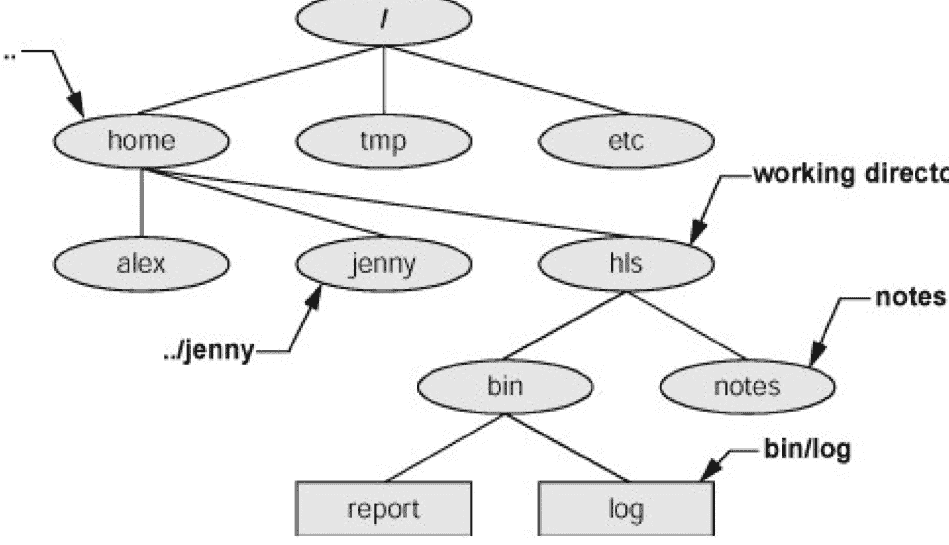 /
..
home
tmp
etc
working directo
alex
jenny
hls
notes
../jenny
bin
notes
bin/log
report
log